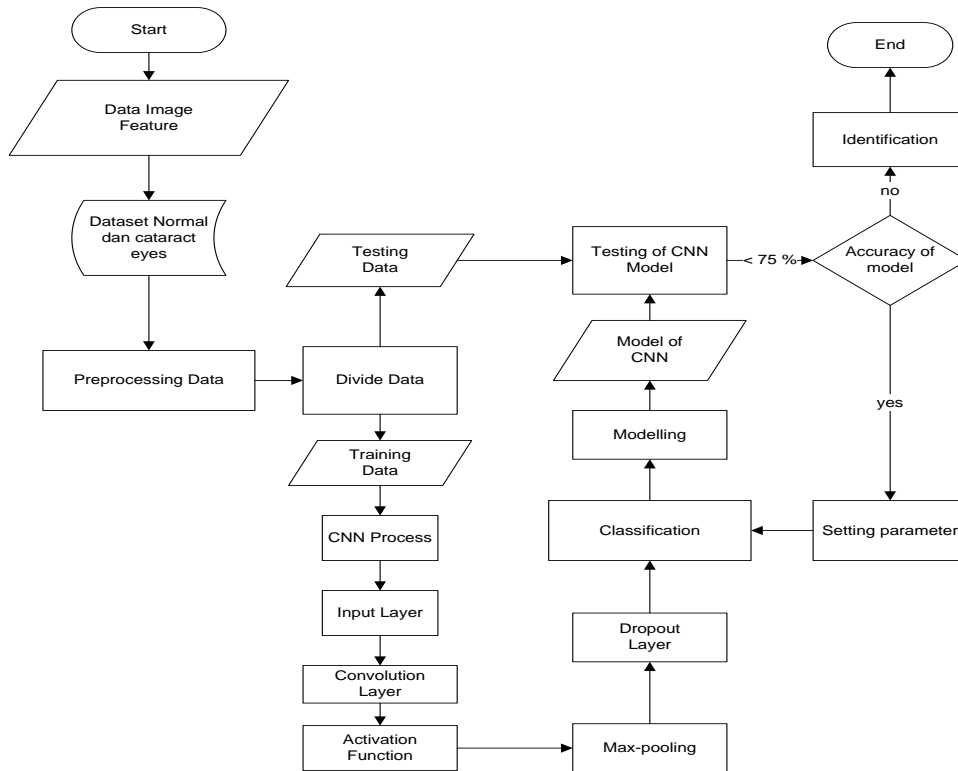 Start
Data Image
Feature
Dataset Normal
dan cataract
eyes
Preprocessing Data
Divide Data
Testing
Data
Training
Data
CNN Process
Input Layer
Convolution
Layer
Activation
Function
Max-pooling
Dropout
Layer
Classification
Modelling
Model of
CNN
Testing of CNN
Model
< 75 %
Accuracy of
model
yes
Setting parameter
no
Identification
End